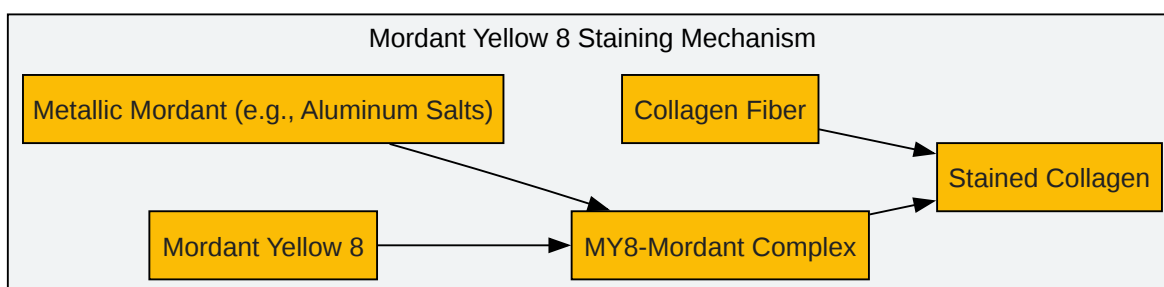 Mordant Yellow 8 Staining Mechanism
Metallic Mordant (e.g., Aluminum Salts)
Collagen Fiber
Stained Collagen
Mordant Yellow 8
MY8-Mordant Complex